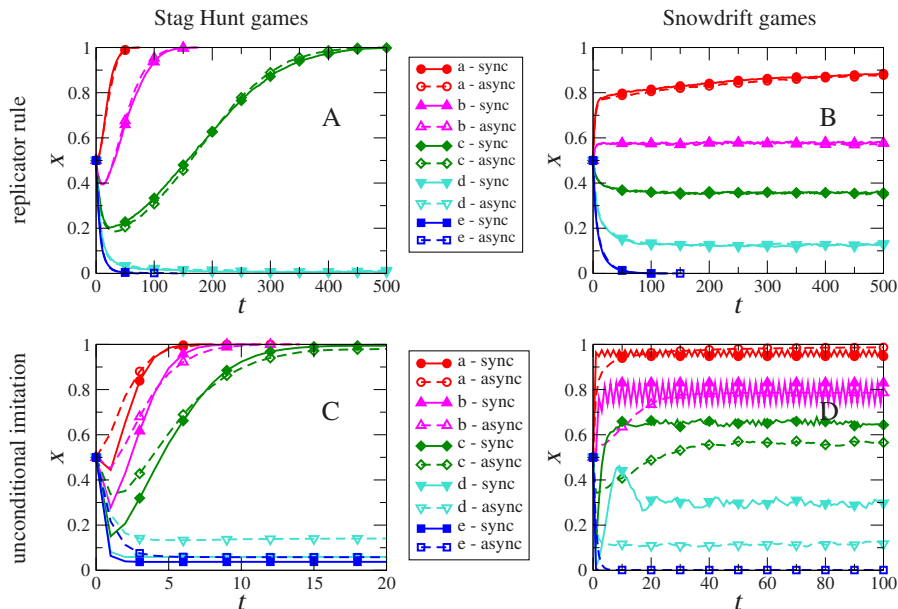 Stag Hunt games
Snowdrift games
replicator rule
x
1
0.8
0.6
0.4
0.2
0
A
0 100 200 300 400 500
t
a - sync
a - async
b - sync
b - async
c - sync
c - async
d - sync
d - async
e - sync
e - async
x
1
0.8
0.6
0.4
0.2
0
B
0 100 200 300 400 500
t
unconditional imitation
x
1
0.8
0.6
0.4
0.2
0
C
0 5 10 15 20
t
a - sync
a - async
b - sync
b - async
c - sync
c - async
d - sync
d - async
e - sync
e - async
x
1
0.8
0.6
0.4
0.2
0
D
0 20 40 60 80 100
t